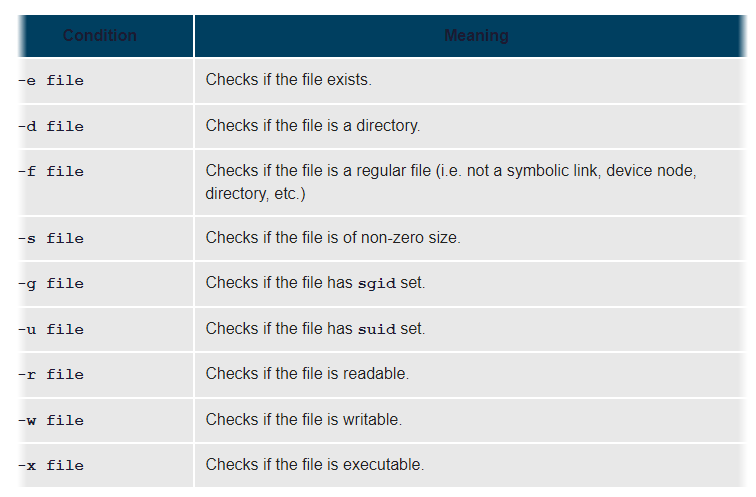 Condition Meaning
-e file Checks if the file exists.
-d file Checks if the file is a directory.
-f file Checks if the file is a regular file (i.e. not a symbolic link, device node,
directory, etc.)
-s file Checks if the file is of non-zero size.
-g file Checks if the file has sgid set.
-u file Checks if the file has suid set.
-r file Checks if the file is readable.
-w file Checks if the file is writable.
-x file Checks if the file is executable.